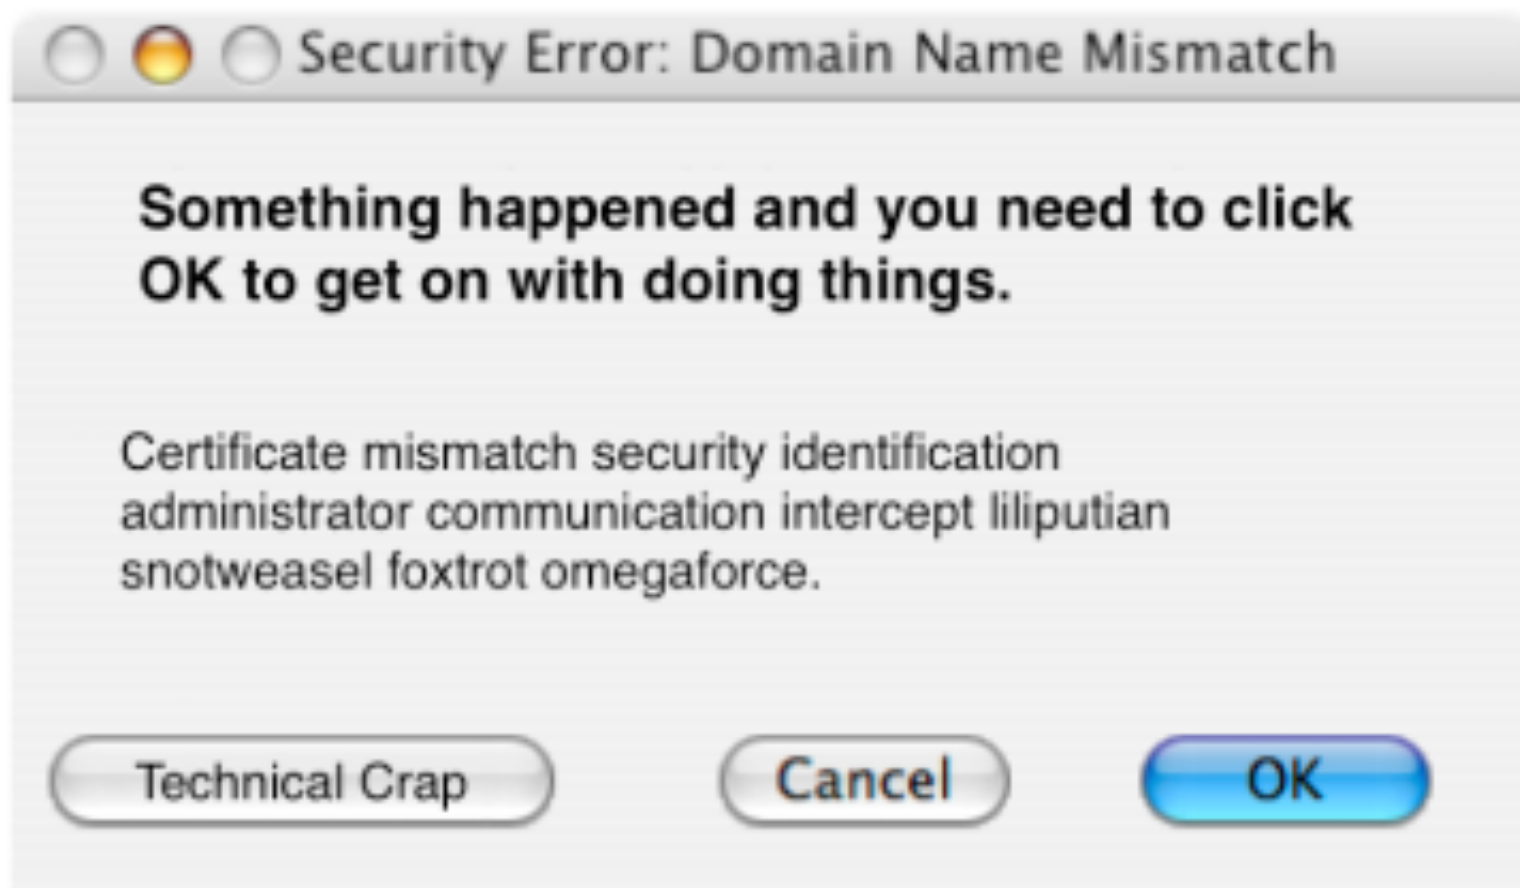 Security Error: Domain Name Mismatch
Something happened and you need to click
OK to get on with doing things.
Certificate mismatch security identification
administrator communication intercept liliputian
snotweasel foxtrot omegaforce.
Technical Crap
Cancel
OK